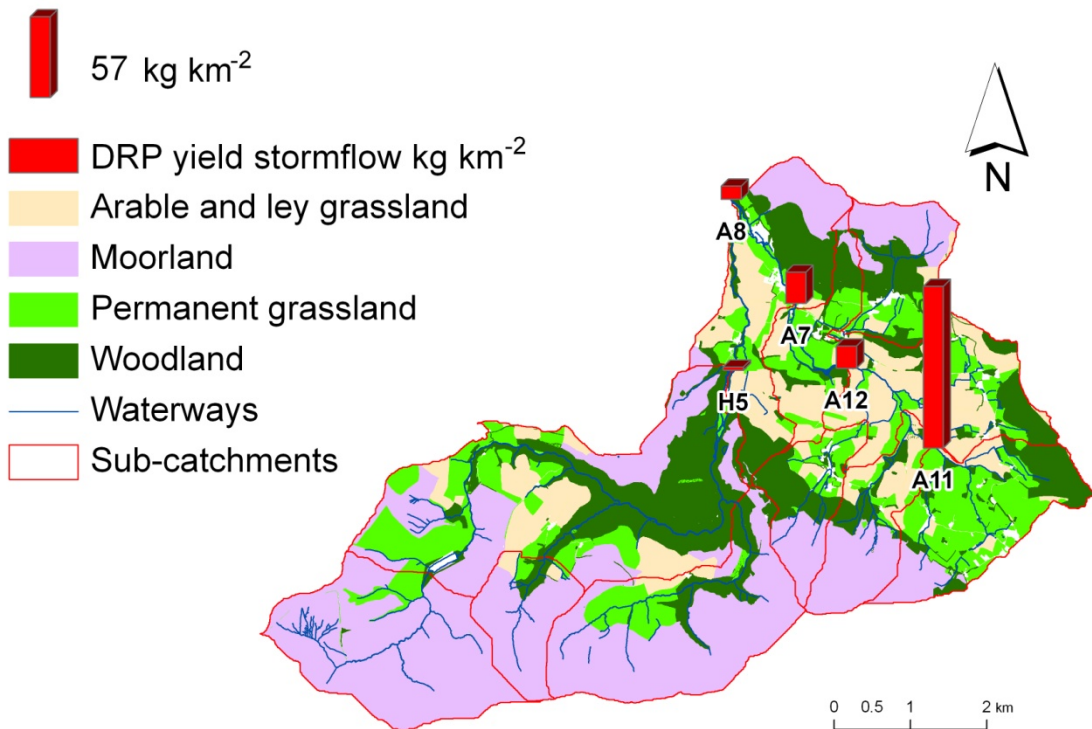 57 kg km-2
DRP yield stormflow kg km-2
Arable and ley grassland
Moorland
Permanent grassland
Woodland
Waterways
Sub-catchments
N
A8
A7
H5
A12
A11
0 0.5 1 2 km